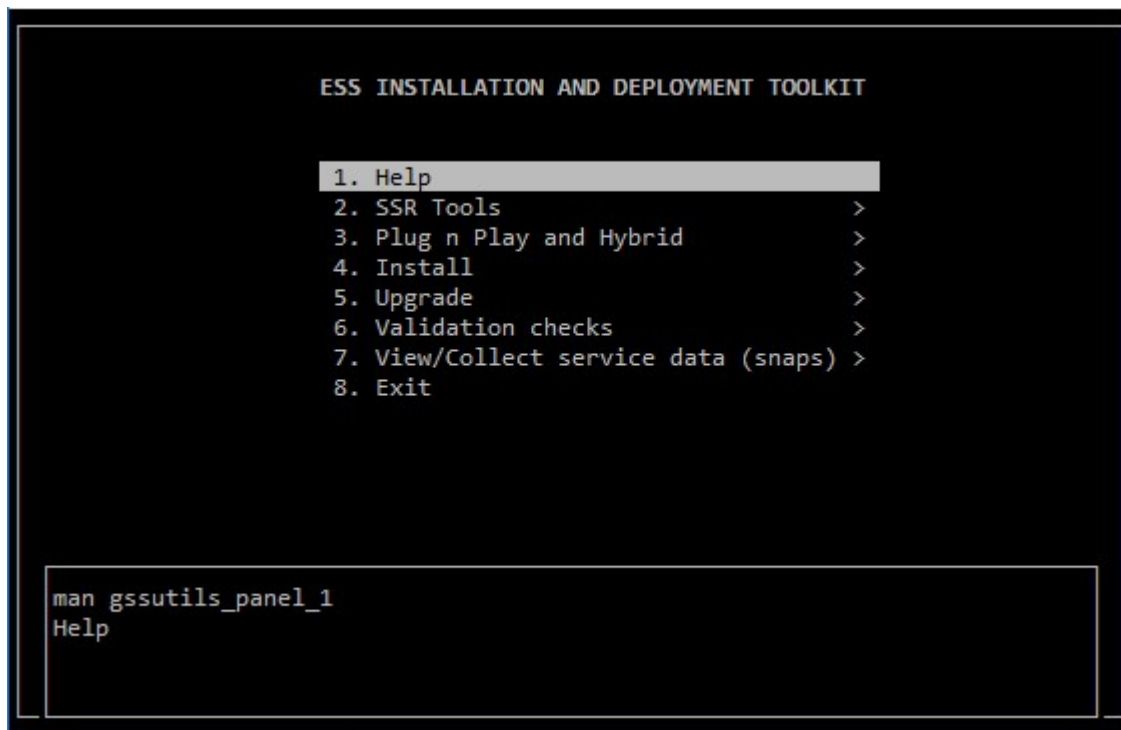 ESS INSTALLATION AND DEPLOYMENT TOOLKIT
1. Help
2. SSR Tools >
3. Plug n Play and Hybrid >
4. Install >
5. Upgrade >
6. Validation checks >
7. View/Collect service data (snaps) >
8. Exit
man gssutils_panel_1
Help